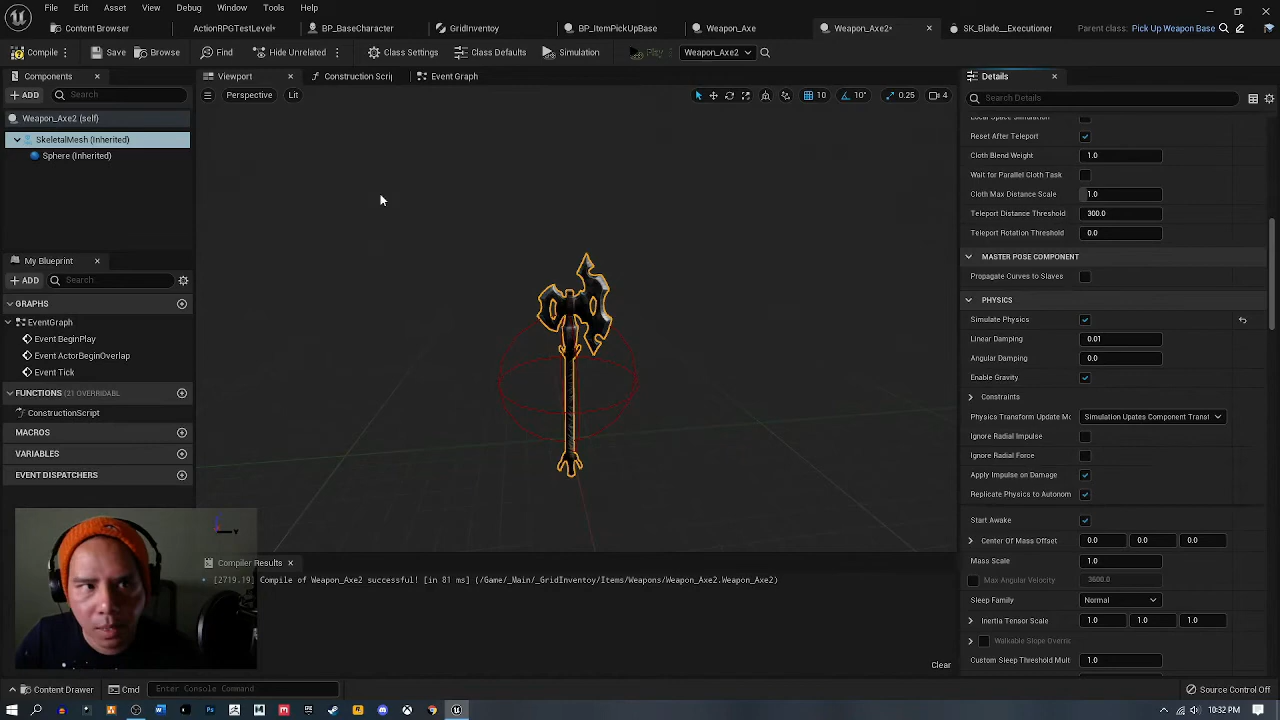 File Edit Asset View Debug Window Tools Help
Content Browser ActionRPGTestLevel* BP_BaseCharacter GridInventoy BP_ItemPickUpBase Weapon_Axe Weapon_Axe2* SK_Blade__Executioner Parent class: Pick Up Weapon Base
Compile Save Browse Find Hide Unrelated Class Settings Class Defaults Simulation Play Weapon_Axe2
Components Viewport Construction Scrip Event Graph Details
ADD Search Perspective Lit 10 10° 0.25 4 Search Details
Weapon_Axe2 (self)
SkeletalMesh (Inherited)
Sphere (Inherited)
My Blueprint
ADD Search...
GRAPHS
EventGraph
Event BeginPlay
Event ActorBeginOverlap
Event Tick
FUNCTIONS (21 OVERRIDABL
ConstructionScript
MACROS
VARIABLES
EVENT DISPATCHERS
Y
Compiler Results
[2719.19] Compile of Weapon_Axe2 successful! [in 81 ms] (/Game/_Main/_GridInventoy/Items/Weapons/Weapon_Axe2.Weapon_Axe2)
Clear
Local Space Simulation
Reset After Teleport
Cloth Blend Weight 1.0
Wait for Parallel Cloth Task
Cloth Max Distance Scale 1.0
Teleport Distance Threshold 300.0
Teleport Rotation Threshold 0.0
MASTER POSE COMPONENT
Propagate Curves to Slaves
PHYSICS
Simulate Physics
Linear Damping 0.01
Angular Damping 0.0
Enable Gravity
Constraints
Physics Transform Update Mo Simulation Upates Component Transf
Ignore Radial Impulse
Ignore Radial Force
Apply Impulse on Damage
Replicate Physics to Autonom
Start Awake
Center Of Mass Offset 0.0 0.0 0.0
Mass Scale 1.0
Max Angular Velocity 3600.0
Sleep Family Normal
Inertia Tensor Scale 1.0 1.0 1.0
Walkable Slope Overric
Custom Sleep Threshold Mult 1.0
Content Drawer Cmd Enter Console Command Source Control Off
10:32 PM